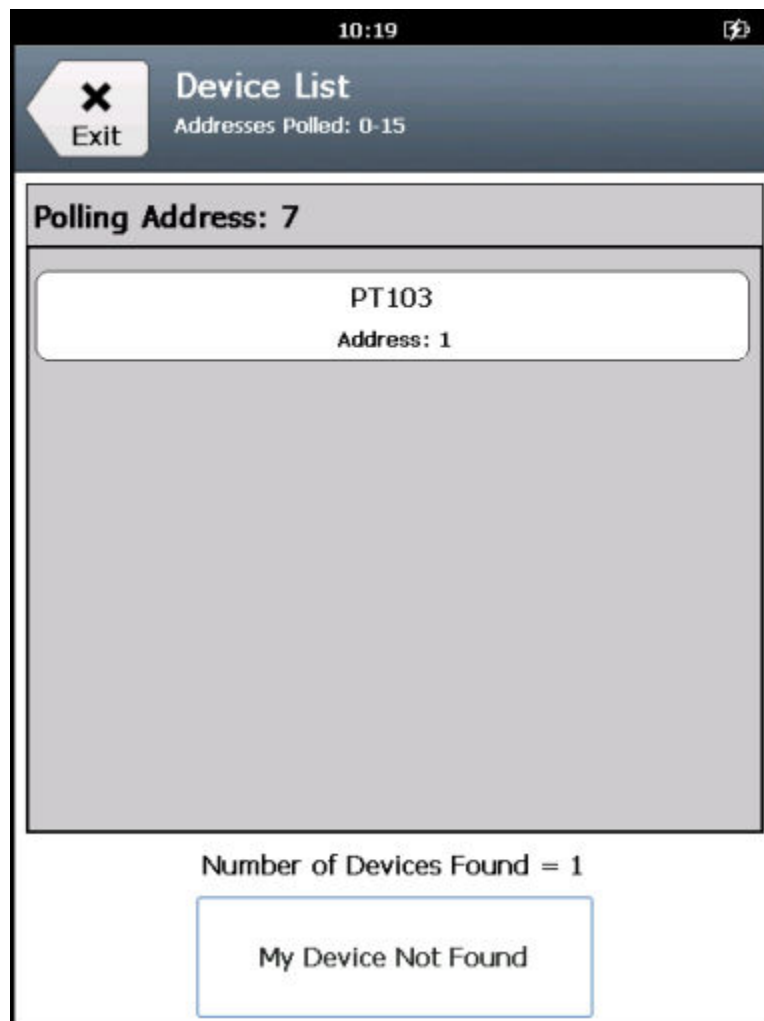 10:19
Device List
Addresses Polled: 0-15
Exit
Polling Address: 7
PT103
Address: 1
Number of Devices Found = 1
My Device Not Found